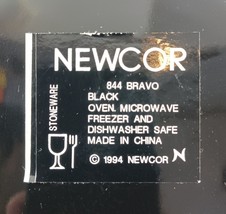 NEWCOR
844 BRAVO
BLACK
OVEN, MICROWAVE
FREEZER AND
DISHWASHER SAFE
MADE IN CHINA
© 1994 NEWCOR N
STONEWARE